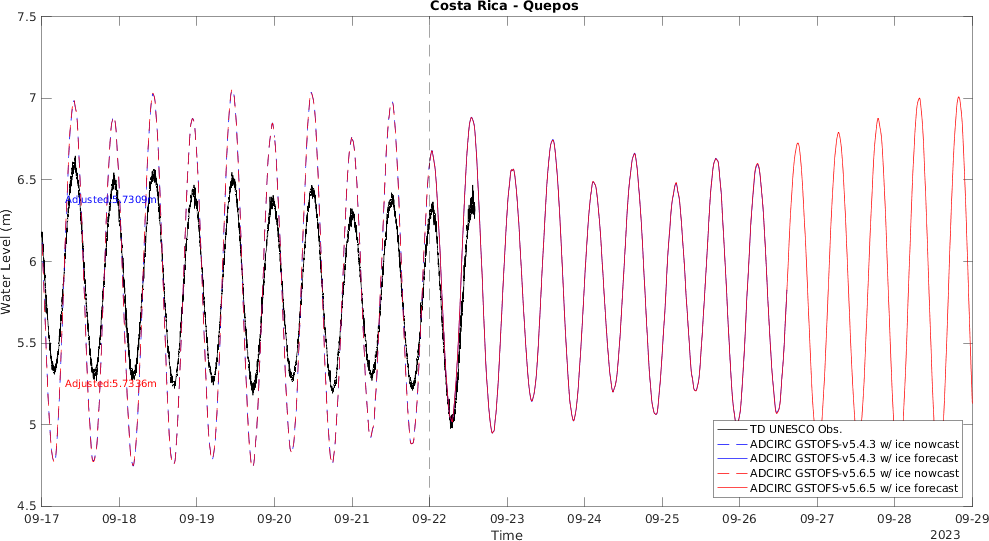 Costa Rica - Quepos
7.5
7
6.5
6
5.5
5
4.5
Water Level (m)
Adjusted:5.7309m
Adjusted:5.7336m
TD UNESCO Obs.
ADCIRC GSTOFS-v5.4.3 w/ ice nowcast
ADCIRC GSTOFS-v5.4.3 w/ ice forecast
ADCIRC GSTOFS-v5.6.5 w/ ice nowcast
ADCIRC GSTOFS-v5.6.5 w/ ice forecast
09-17 09-18 09-19 09-20 09-21 09-22 09-23 09-24 09-25 09-26 09-27 09-28 09-29
Time
2023